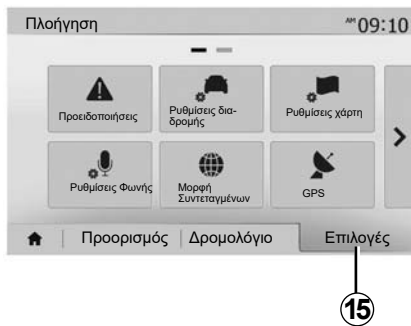 Πλοήγηση
AM 09:10
Προειδοποιήσεις
Ρυθμίσεις δια-
δρομής
Ρυθμίσεις χάρτη
Ρυθμίσεις Φωνής
Μορφή
Συντεταγμένων
GPS
Προορισμός
Δρομολόγιο
Επιλογές
15